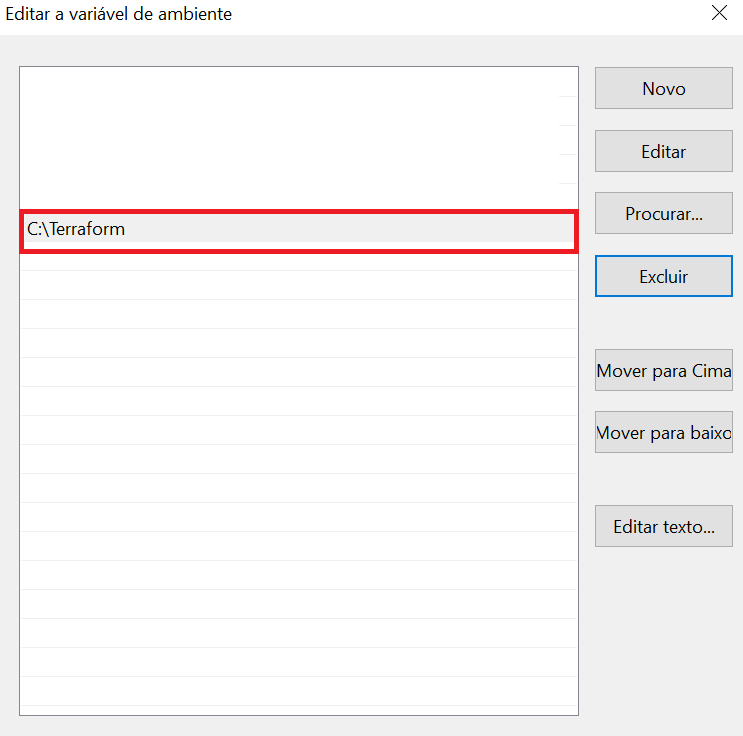 Editar a variável de ambiente
Novo
Editar
Procurar...
C:\Terraform
Excluir
Mover para Cima
Mover para baixo
Editar texto...